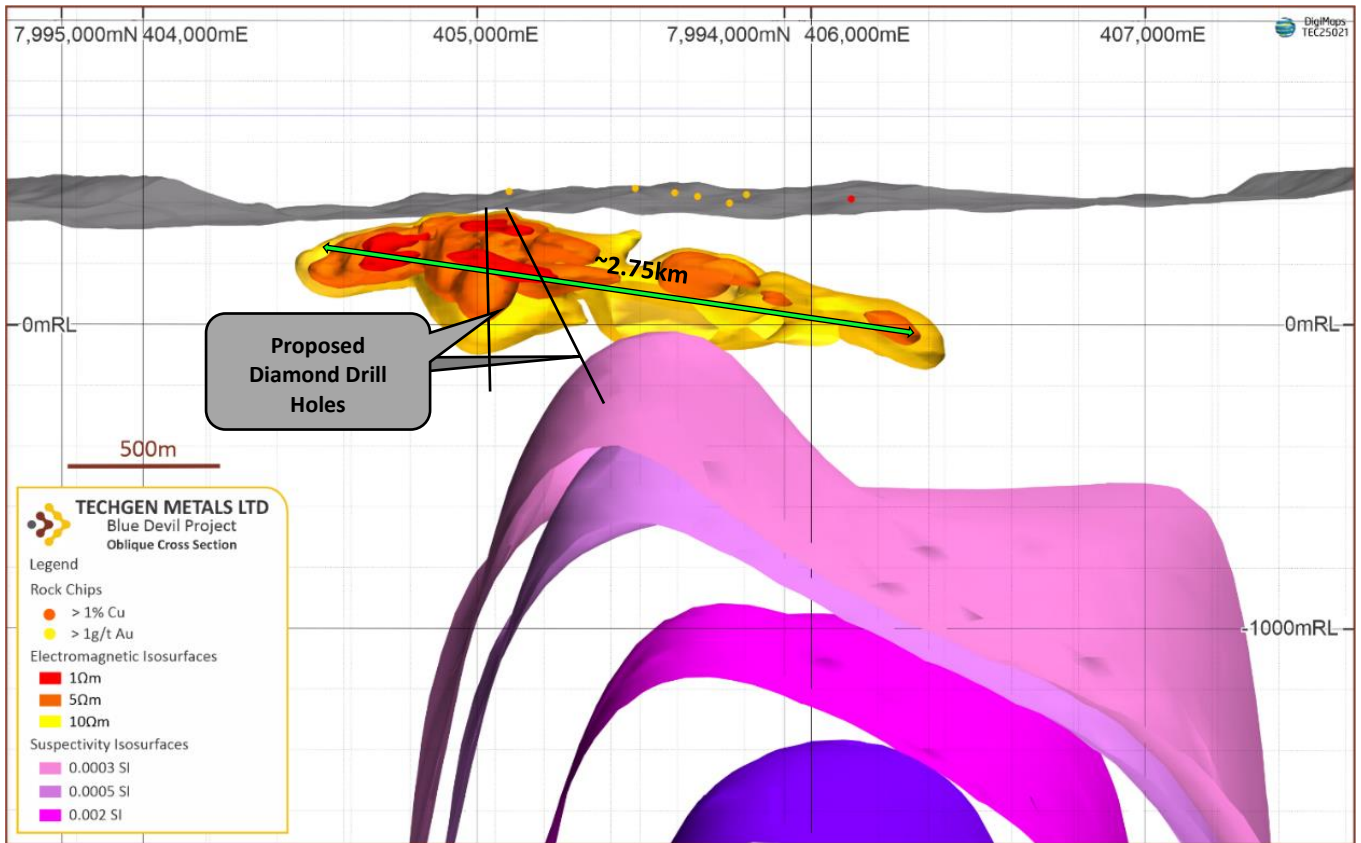 7,995,000mN 404,000mE 405,000mE 7,994,000mN 406,000mE 407,000mE
DigiMaps
TEC25021
~2.75km
0mRL 0mRL
Proposed
Diamond Drill
Holes
500m
-1000mRL
TECHGEN METALS LTD
Blue Devil Project
Oblique Cross Section
Legend
Rock Chips
> 1% Cu
> 1g/t Au
Electromagnetic Isosurfaces
1Ωm
5Ωm
10Ωm
Suspectivity Isosurfaces
0.0003 SI
0.0005 SI
0.002 SI